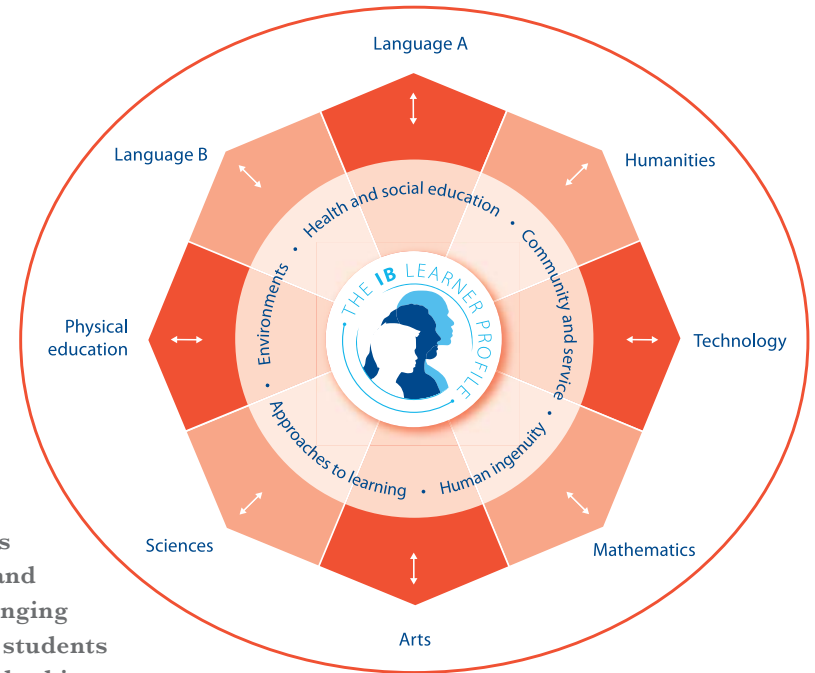 Language A
Language B
Humanities
Health and social education
•
Community and service
•
Environments
•
THE IB LEARNER PROFILE
Physical
education
Technology
•
Approaches to learning
•
Human ingenuity
Sciences
Mathematics
Arts
and
students